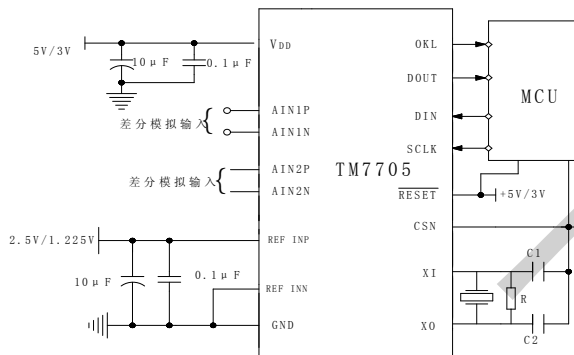 5V/3V
10μF
0.1μF
VDD
差分模拟输入
AIN1P
AIN1N
差分模拟输入
AIN2P
AIN2N
2.5V/1.225V
REF INP
10μF
0.1μF
REF INN
GND
TM7705
OKL
DOUT
DIN
SCLK
RESET
CSN
XI
XO
MCU
+5V/3V
C1
R
C2